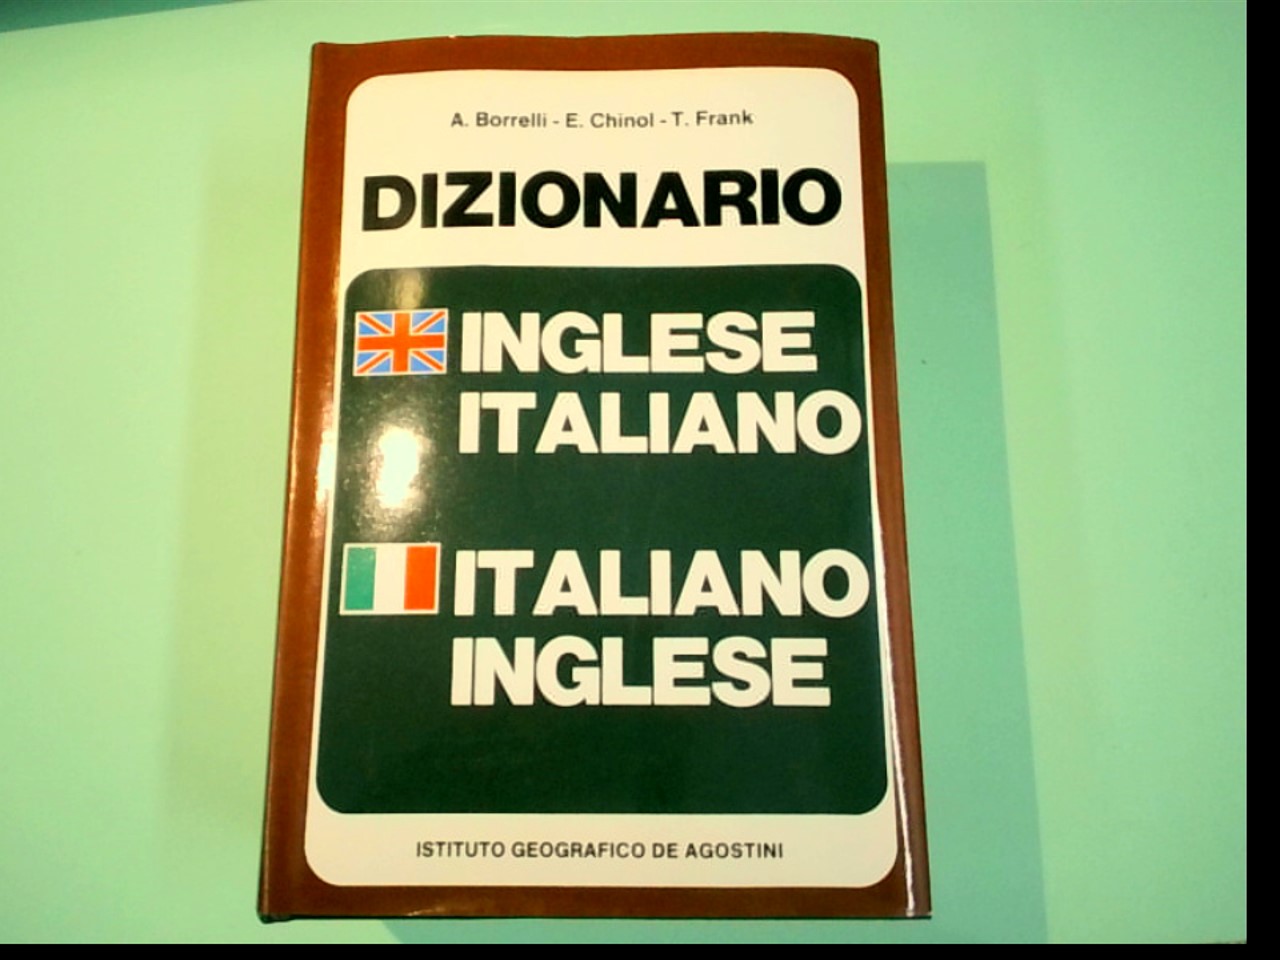 A. Borrelli - E. Chinol - T. Frank
DIZIONARIO
INGLESE
ITALIANO
ITALIANO
INGLESE
ISTITUTO GEOGRAFICO DE AGOSTINI